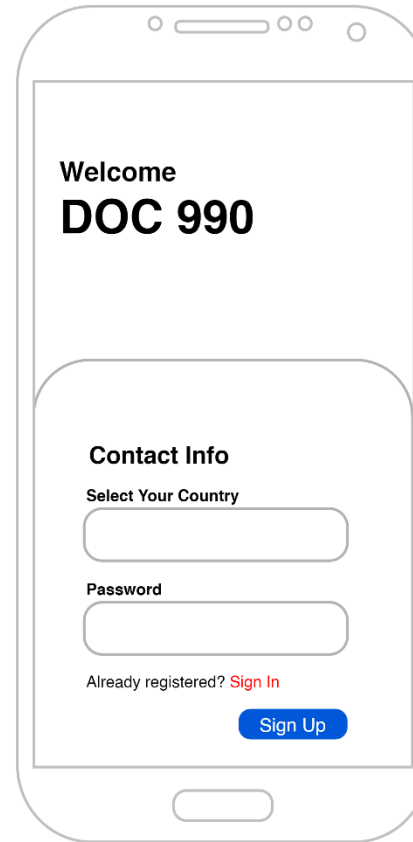 Welcome
DOC 990
Contact Info
Select Your Country
Password
Already registered? Sign In
Sign Up